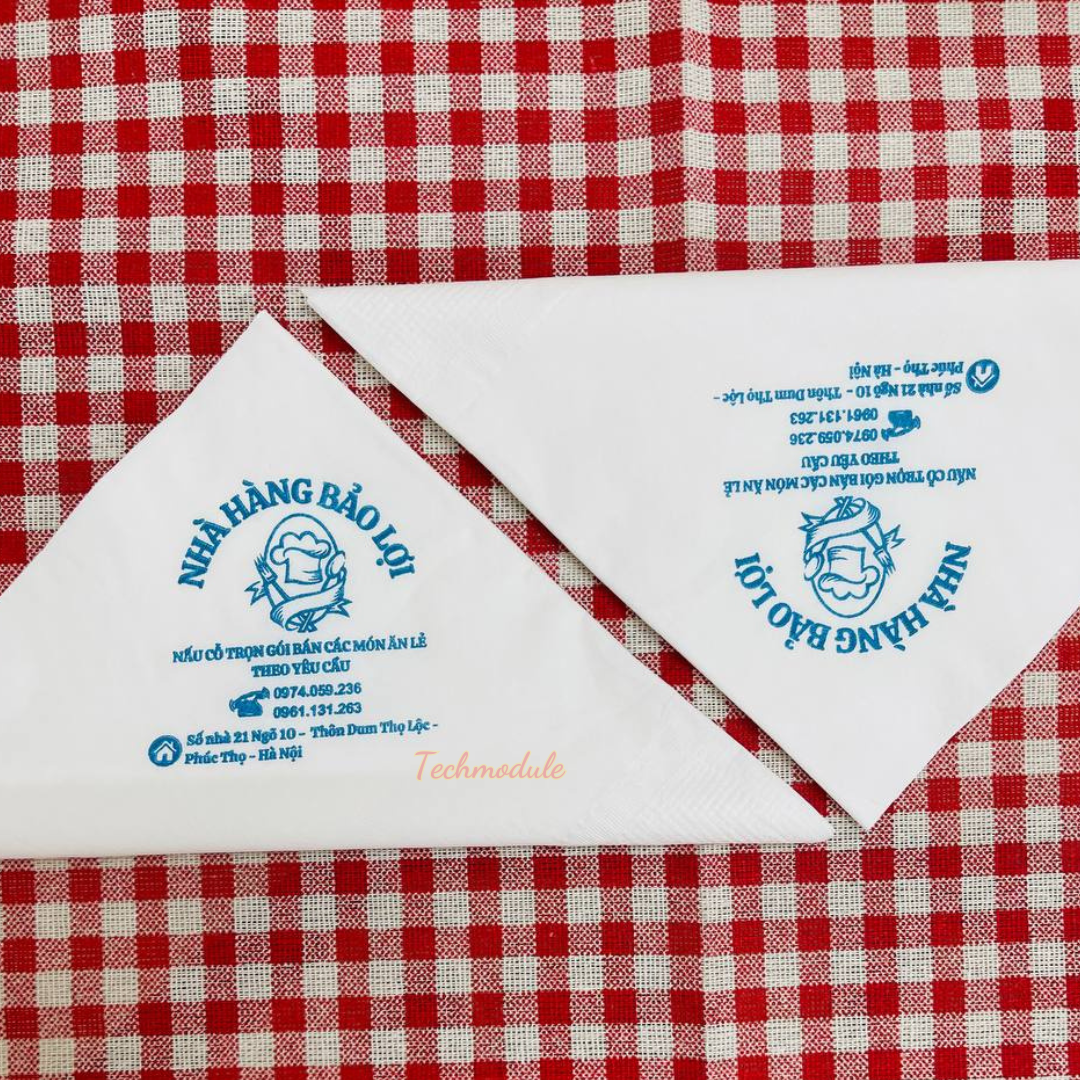 NHÀ HÀNG BẢO LỢI
NẤU CỖ TRỌN GÓI BÁN CÁC MÓN ĂN LẺ
THEO YÊU CẦU
0974.059.236
0961.131.263
Số nhà 21 Ngõ 10 - Thôn Dum Thọ Lộc -
Phúc Thọ - Hà Nội
Techmodule
NHÀ HÀNG BẢO LỢI
NẤU CỖ TRỌN GÓI BÁN CÁC MÓN ĂN LẺ
THEO YÊU CẦU
0974.059.236
0961.131.263
Số nhà 21 Ngõ 10 - Thôn Dum Thọ Lộc -
Phúc Thọ - Hà Nội